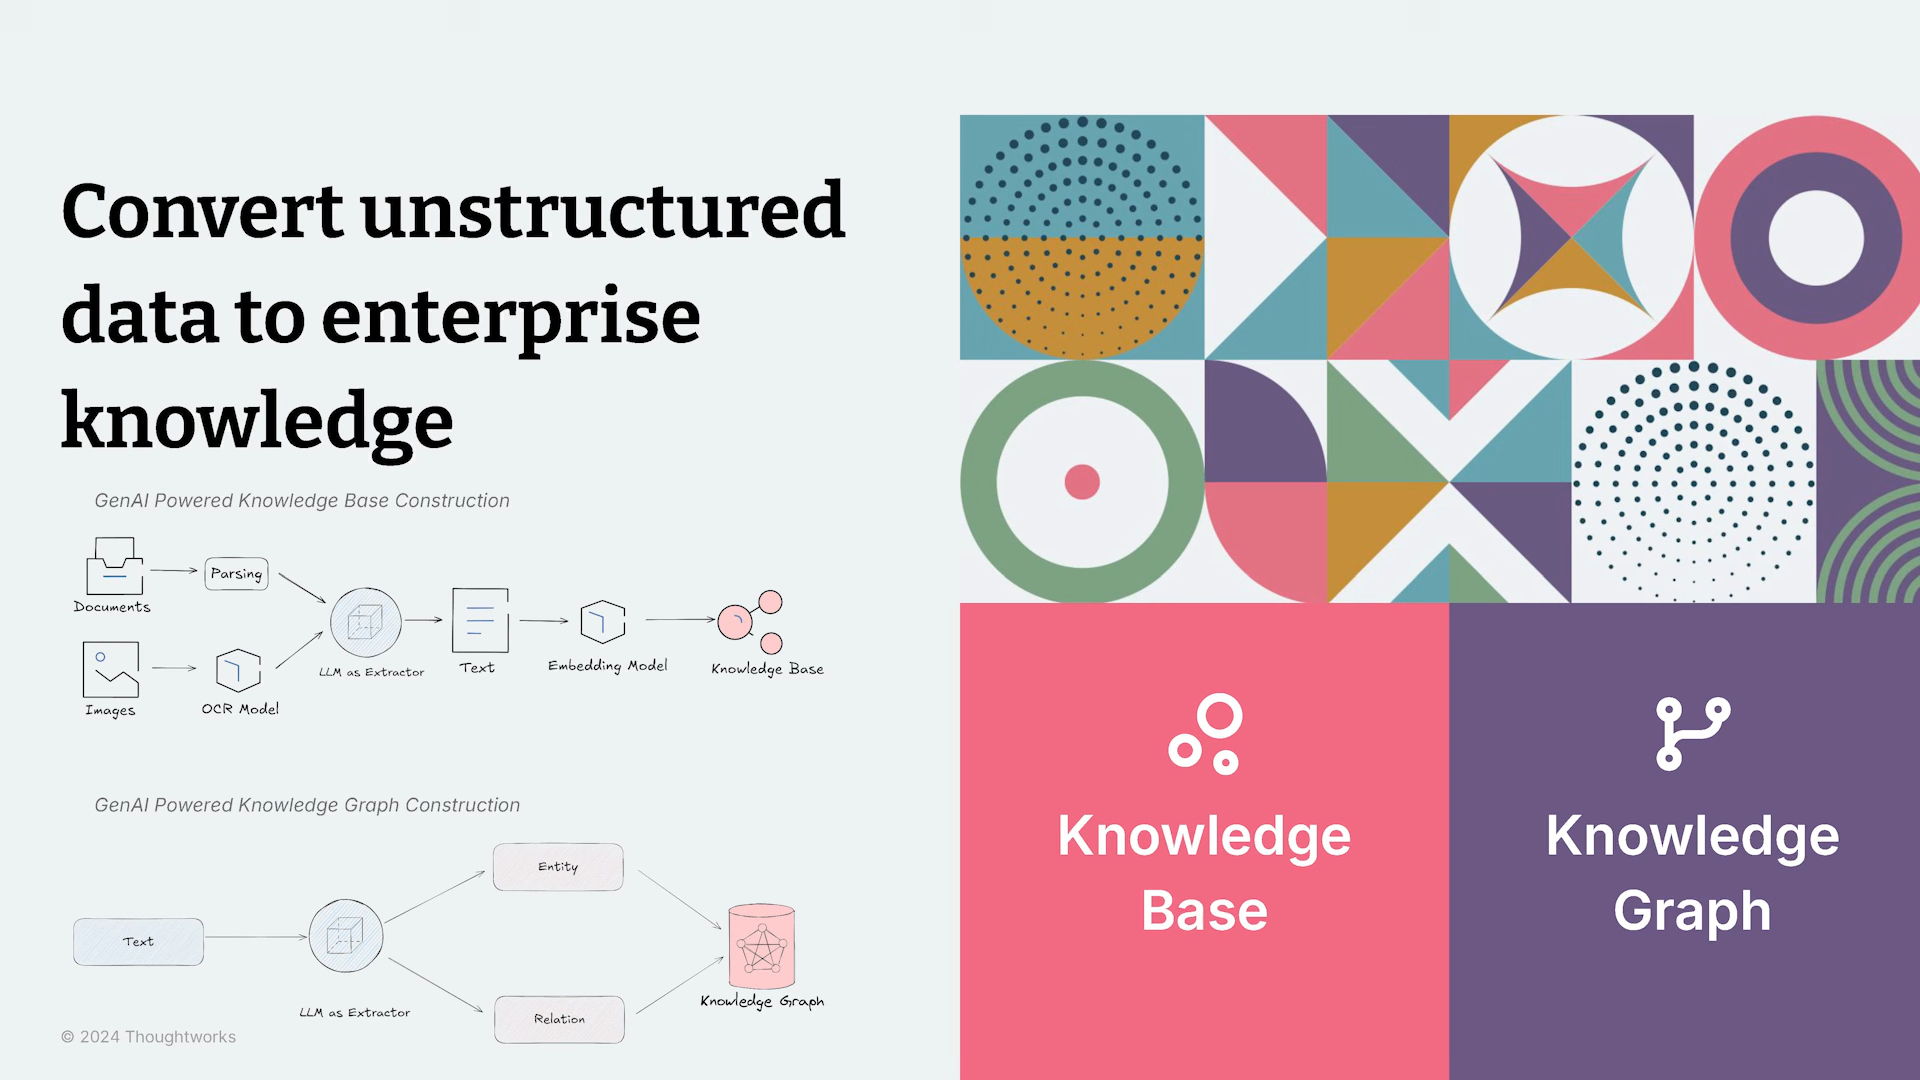 Convert unstructured
data to enterprise
knowledge
GenAI Powered Knowledge Base Construction
Documents
Parsing
Images
OCR Model
LLM as Extractor
Text
Embedding Model
Knowledge Base
GenAI Powered Knowledge Graph Construction
Text
LLM as Extractor
Entity
Relation
Knowledge Graph
© 2024 Thoughtworks
Knowledge
Base
Knowledge
Graph